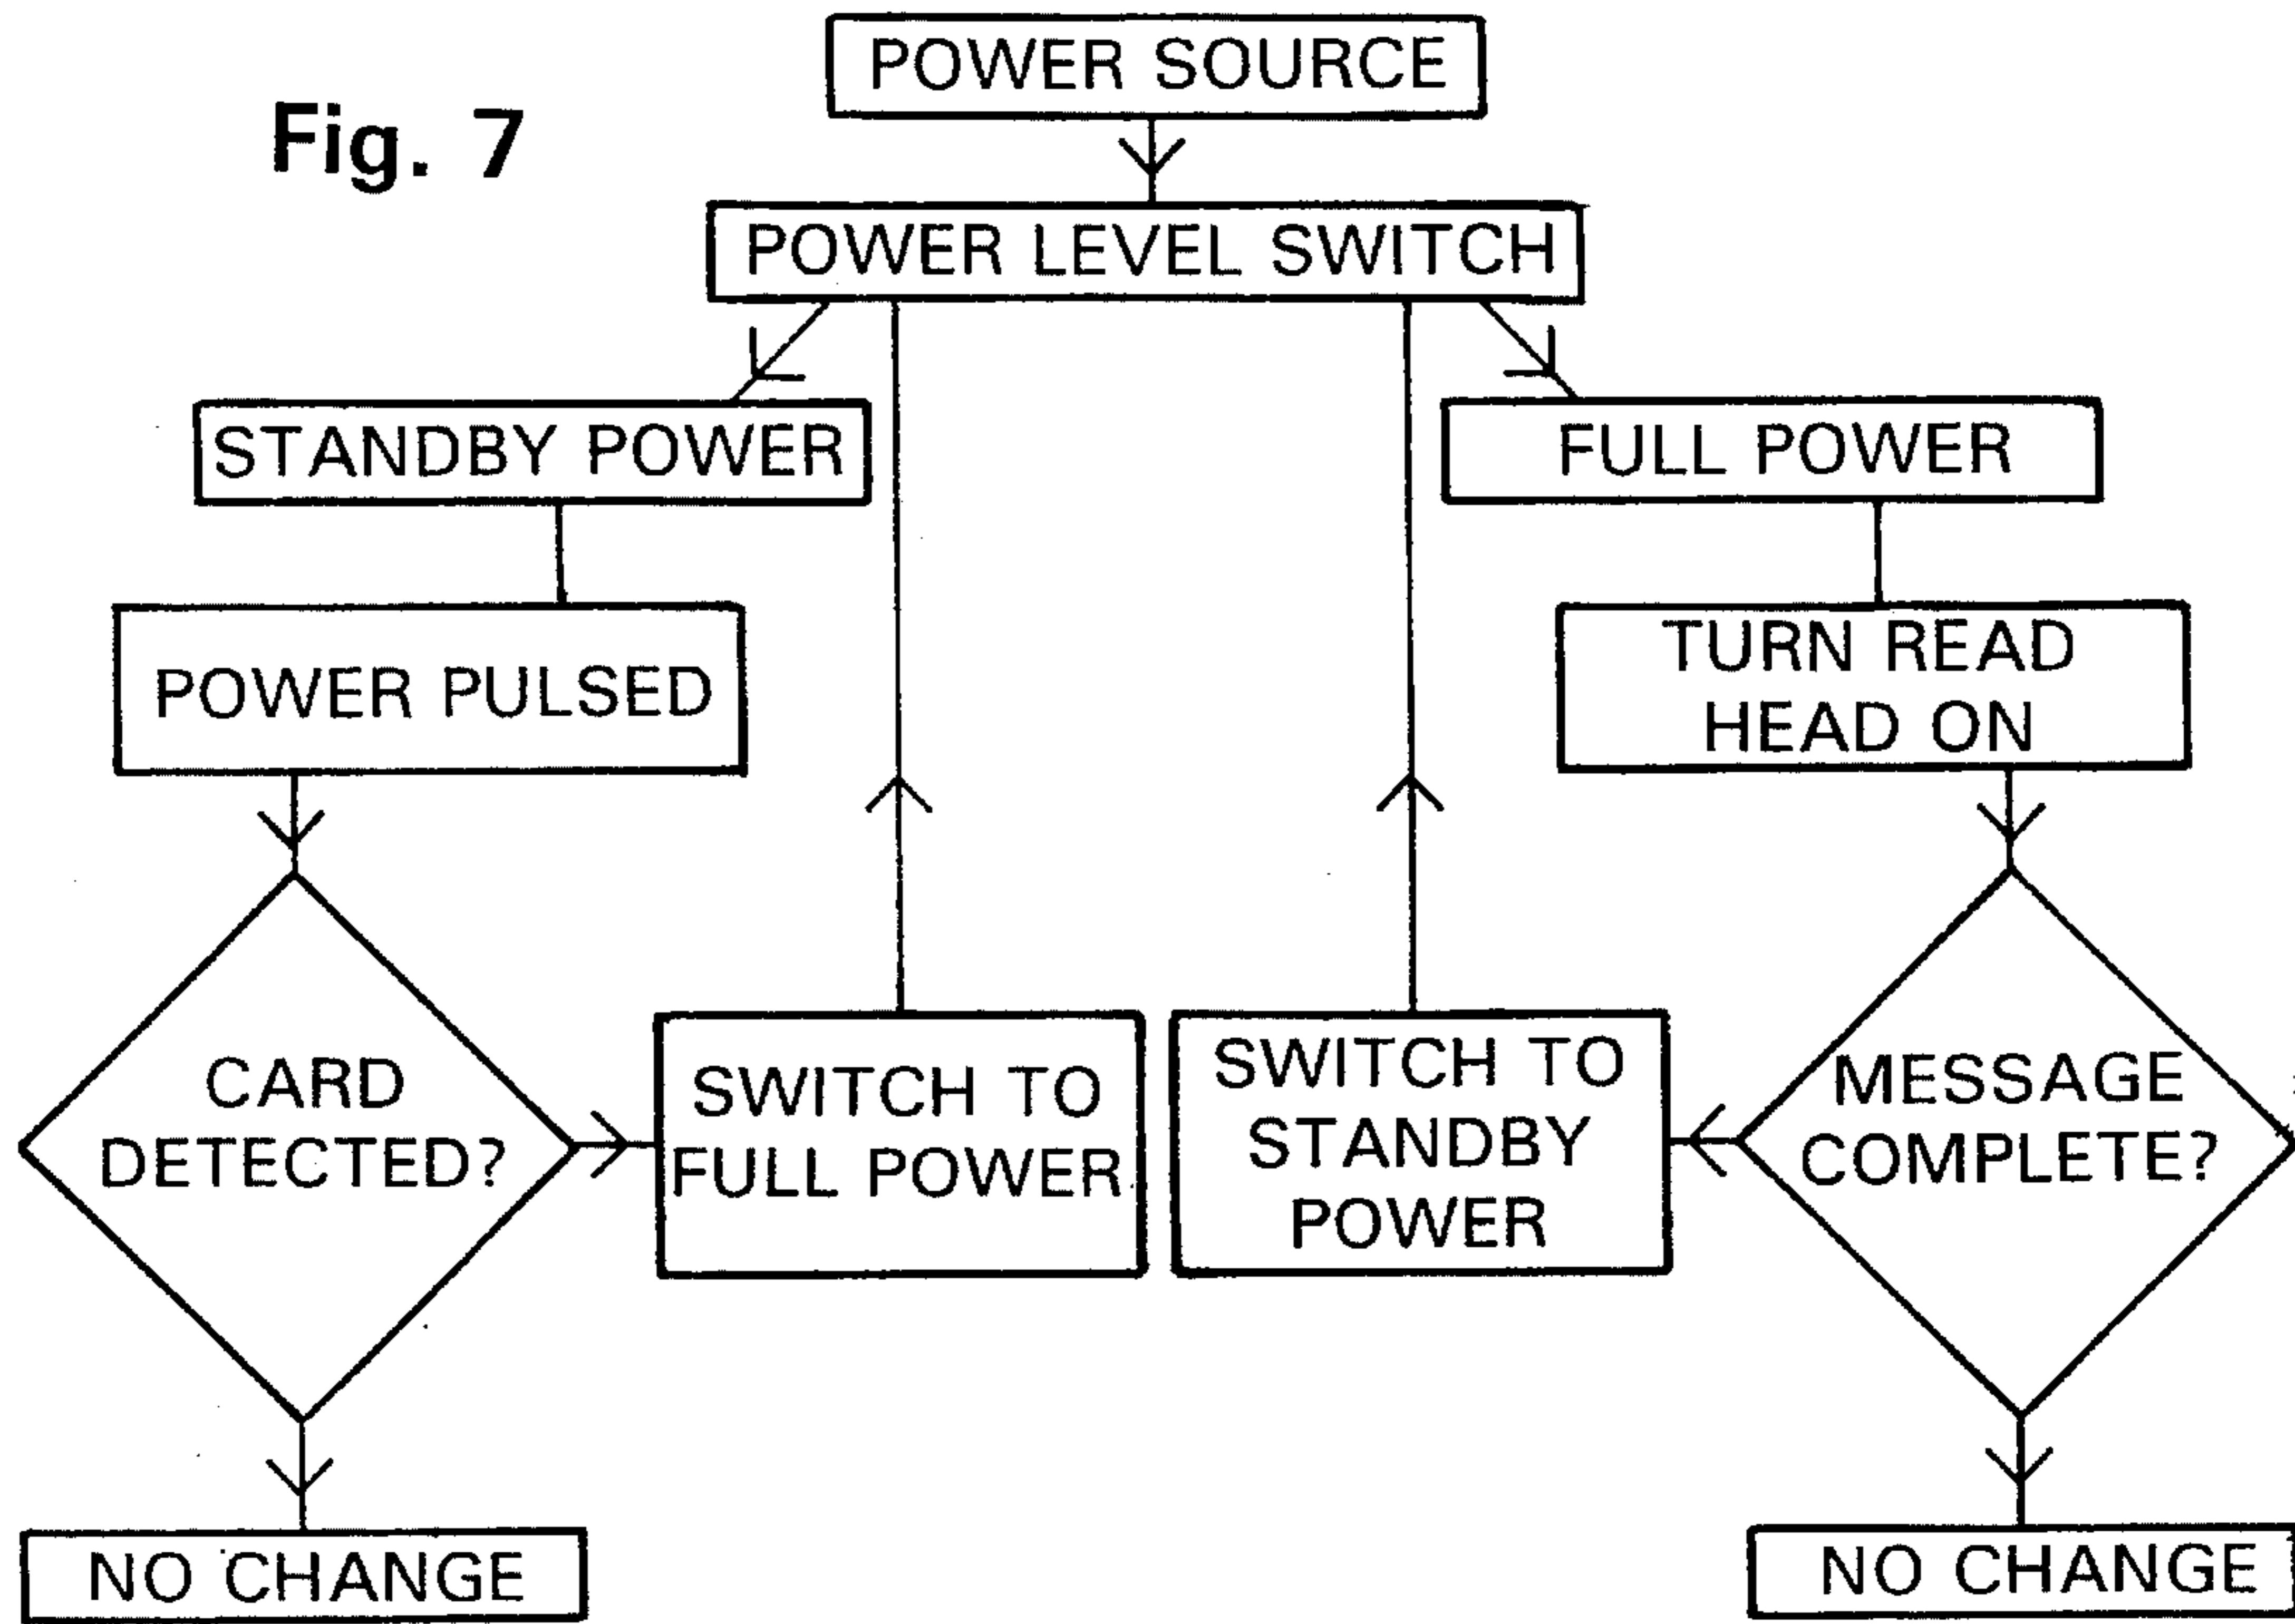 POWER SOURCE
Fig. 7
POWER LEVEL SWITCH
STANDBY POWER
FULL POWER
POWER PULSED
TURN READ
HEAD ON
CARD
DETECTED?
SWITCH TO
FULL POWER
SWITCH TO
STANDBY
POWER
MESSAGE
COMPLETE?
NO CHANGE
NO CHANGE